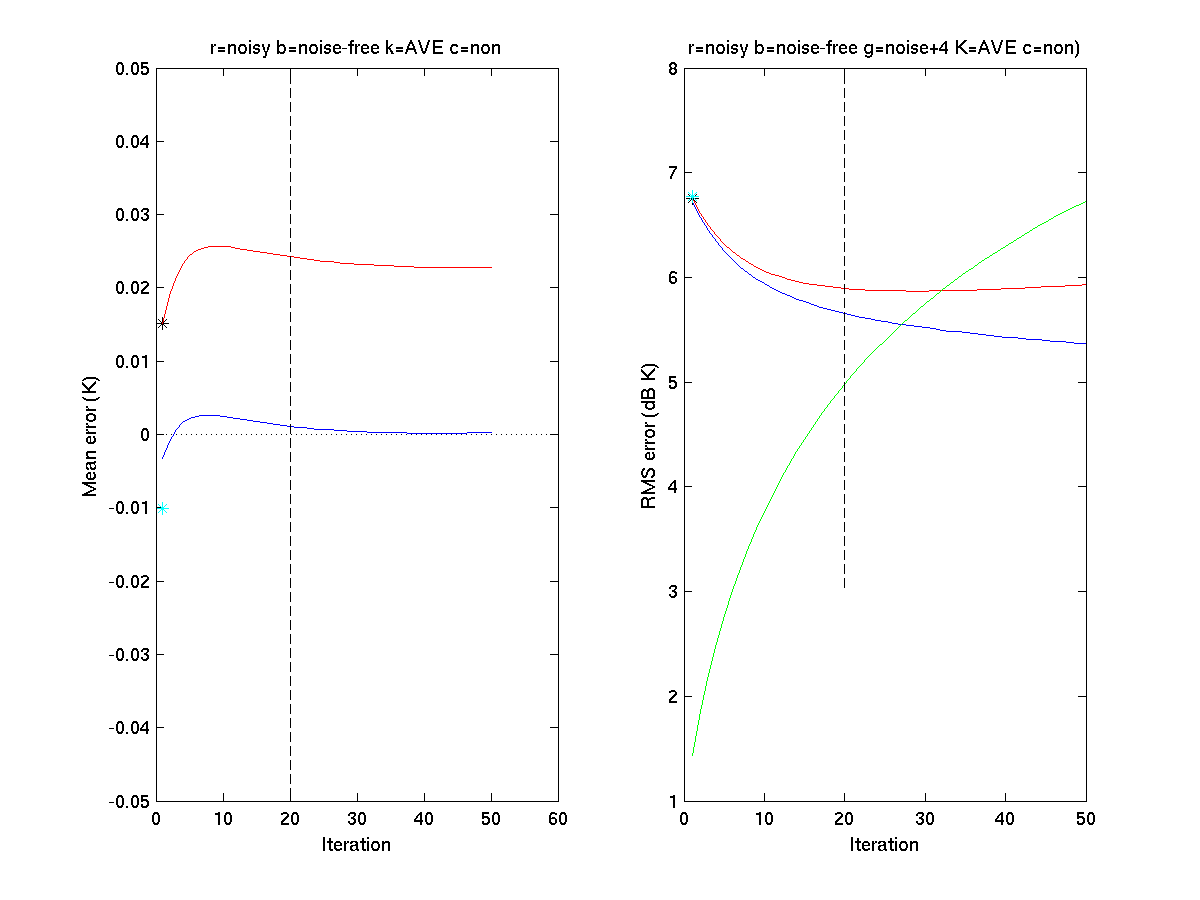 r=noisy b=noise-free k=AVE c=non
0.05
0.04
0.03
0.02
0.01
0
-0.01
-0.02
-0.03
-0.04
-0.05
Mean error (K)
0 10 20 30 40 50 60
Iteration
r=noisy b=noise-free g=noise+4 K=AVE c=non)
8
7
6
5
4
3
2
1
RMS error (dB K)
0 10 20 30 40 50
Iteration